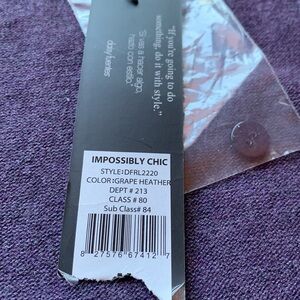 "If you're going to do
something, do it with style."
"Si vas a hacer algo,
hazlo con estilo."
daisy fuentes.
IMPOSSIBLY CHIC
STYLE:DFRL2220
COLOR:GRAPE HEATHER
DEPT # 213
CLASS # 80
Sub Class# 84
8 27576 67412 7